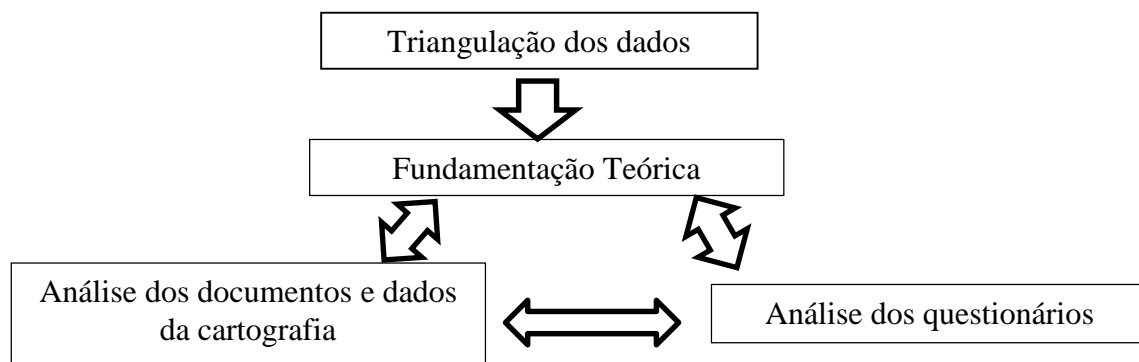 Triangulação dos dados
Fundamentação Teórica
Análise dos documentos e dados
da cartografia
Análise dos questionários